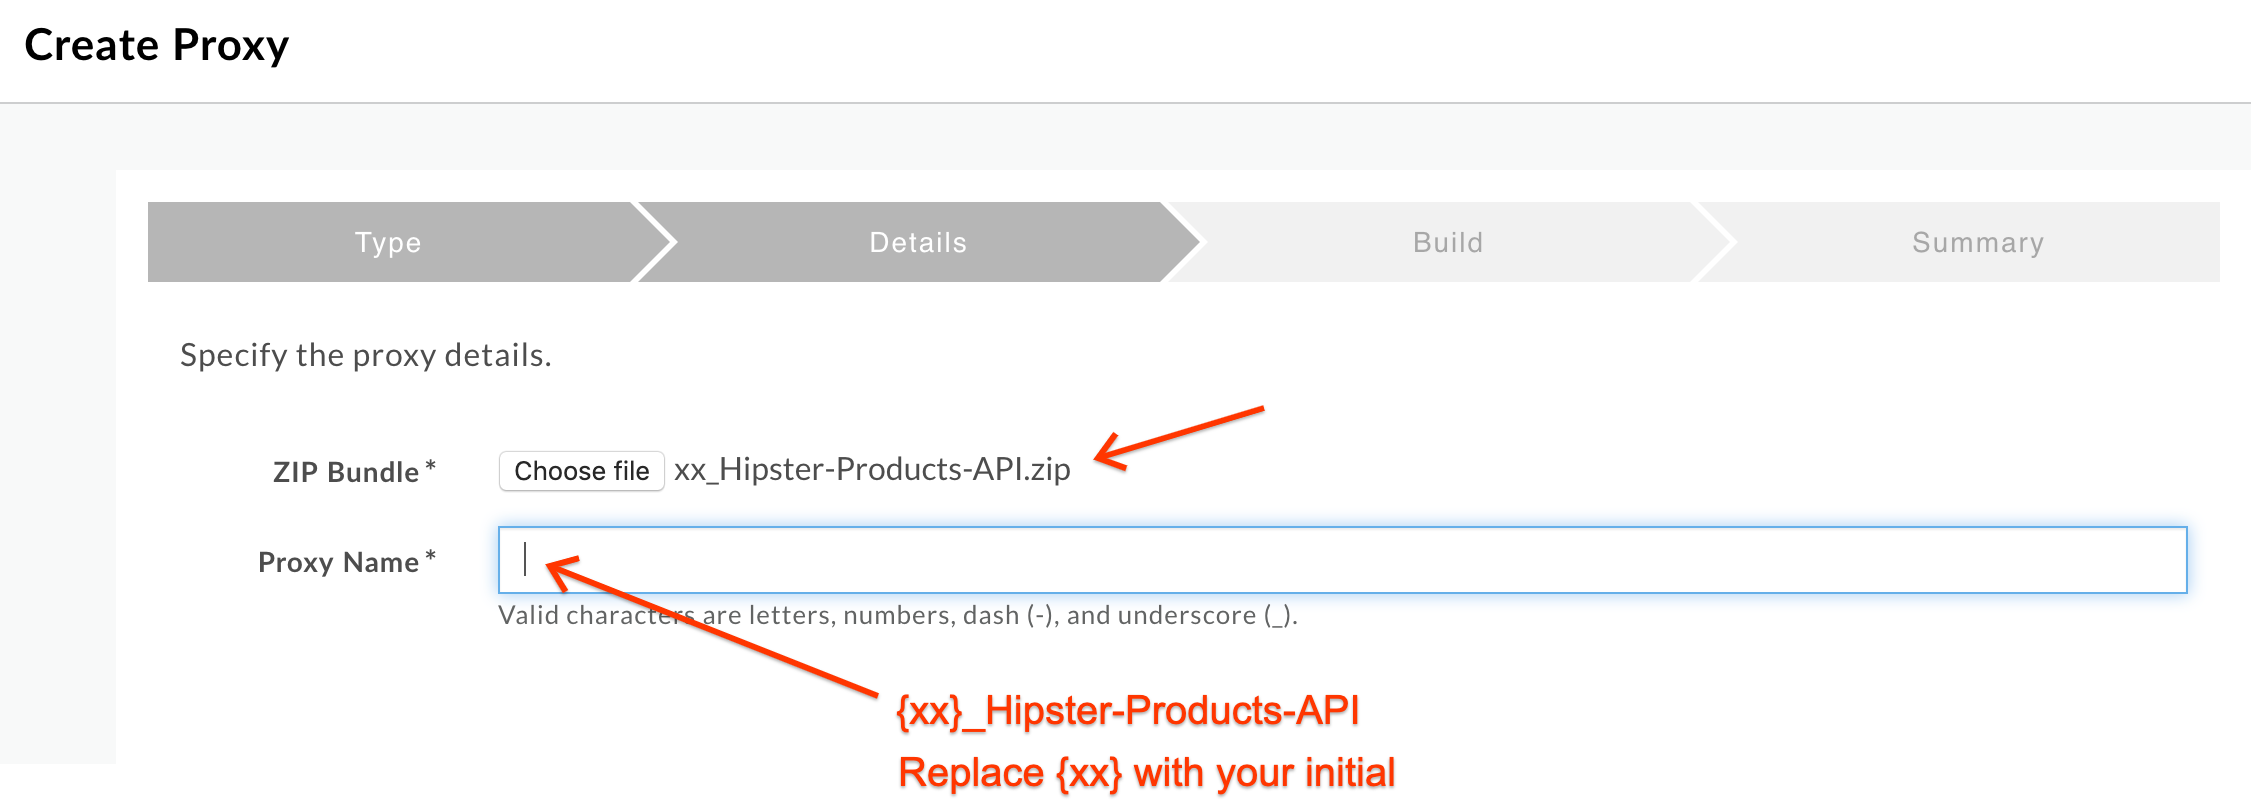 Create Proxy
Type Details Build Summary
Specify the proxy details.
ZIP Bundle* Choose file xx_Hipster-Products-API.zip
Proxy Name*
Valid characters are letters, numbers, dash (-), and underscore (_).
{xx}_Hipster-Products-API
Replace {xx} with your initial